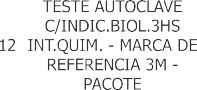 TESTE AUTOCLAVE
C/INDIC.BIOL.3HS
12 INT.QUIM. - MARCA DE
REFERENCIA 3M -
PACOTE